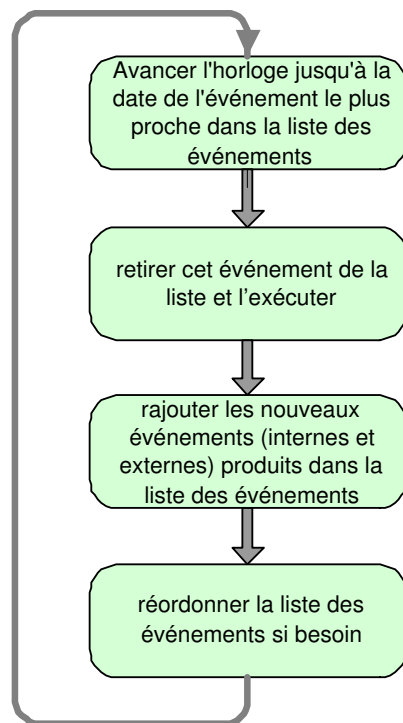 Avancer l'horloge jusqu'à la
date de l'événement le plus
proche dans la liste des
événements
retirer cet événement de la
liste et l’exécuter
rajouter les nouveaux
événements (internes et
externes) produits dans la
liste des événements
réordonner la liste des
événements si besoin